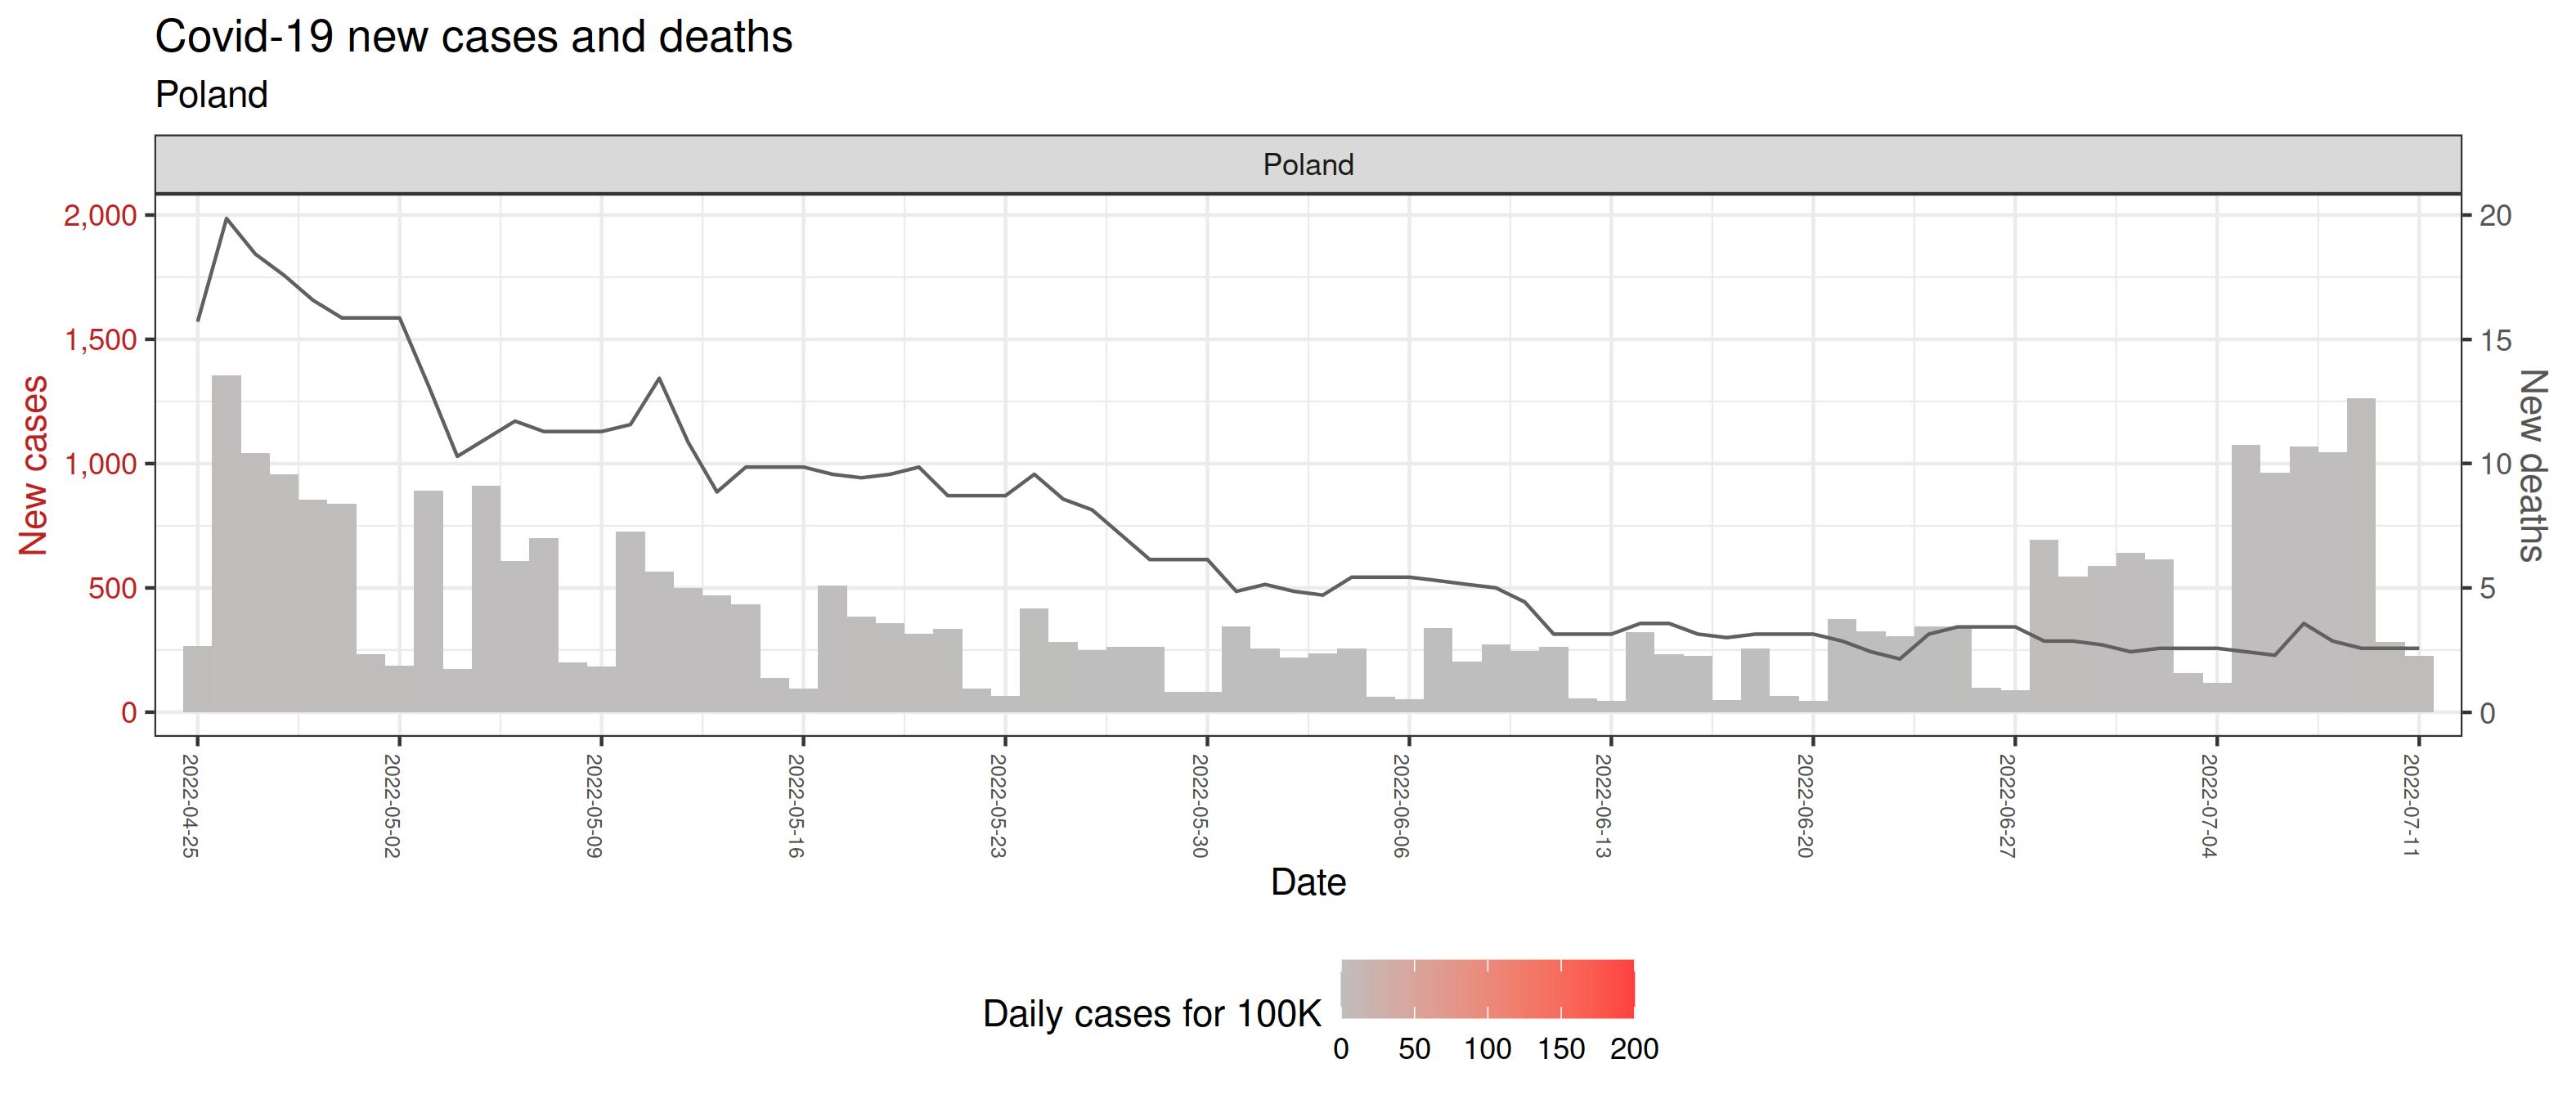 Covid-19 new cases and deaths
Poland
Poland
New cases
2,000
1,500
1,000
500
0
20
15
10
5
0
New deaths
2022-04-25
2022-05-02
2022-05-09
2022-05-16
2022-05-23
2022-05-30
2022-06-06
2022-06-13
2022-06-20
2022-06-27
2022-07-04
2022-07-11
Date
Daily cases for 100K
0 50 100 150 200